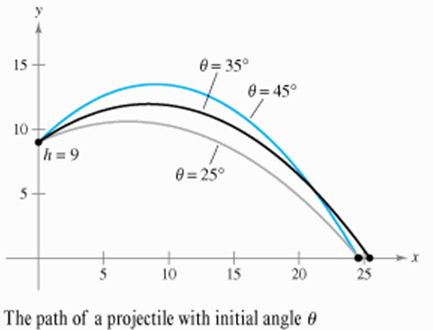 y
15
θ = 35°
θ = 45°
10
h = 9
θ = 25°
5
5 10 15 20 25 x
The path of a projectile with initial angle θ